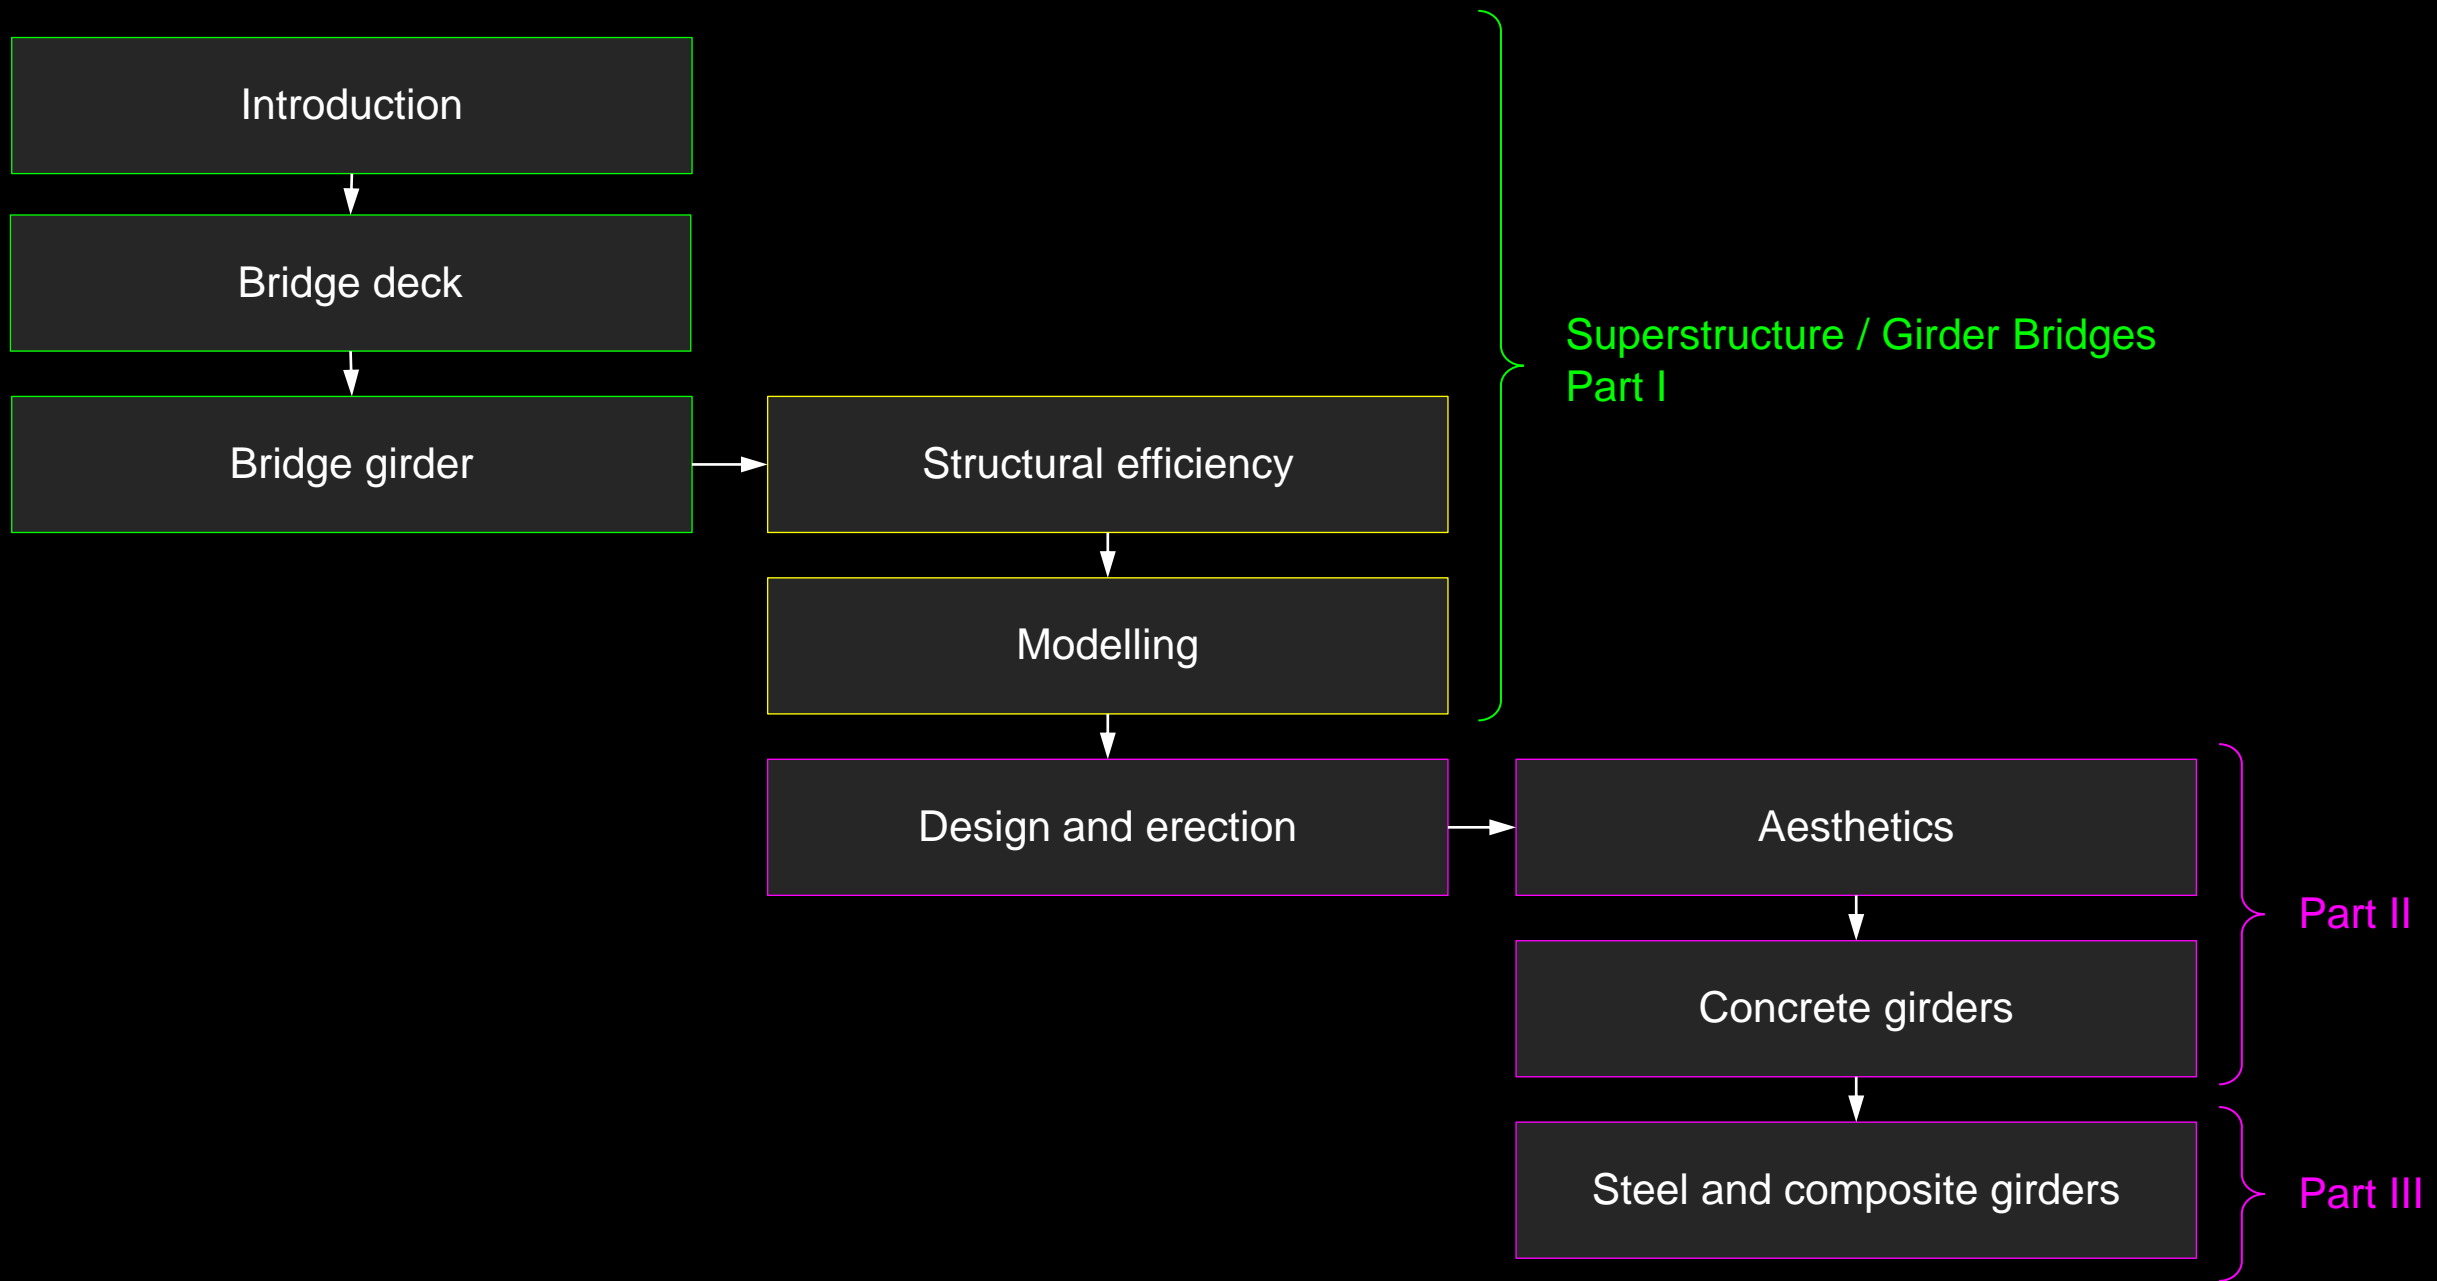 Introduction
Bridge deck
Bridge girder
Structural efficiency
Modelling
Superstructure / Girder Bridges
Part I
Design and erection
Aesthetics
Concrete girders
Part II
Steel and composite girders
Part III